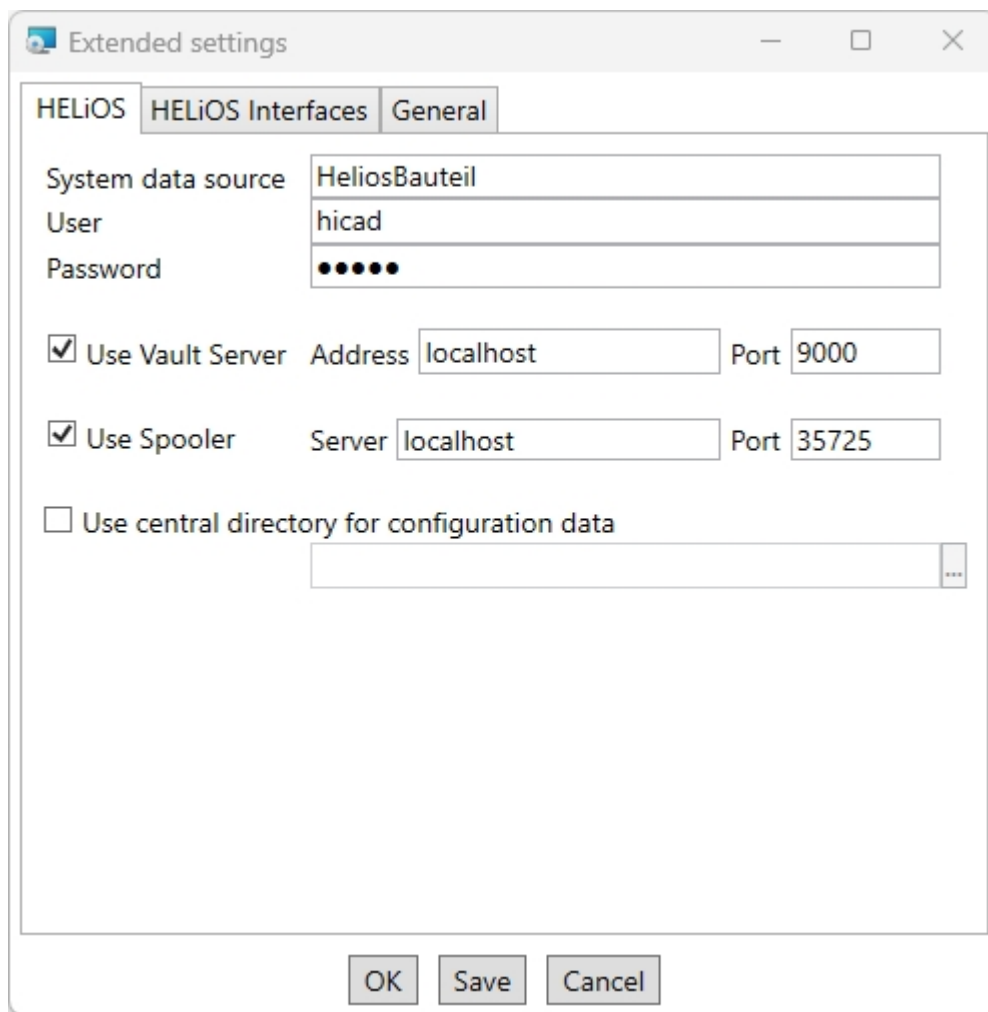 Extended settings
HELiOS HELiOS Interfaces General
System data source HeliosBauteil
User hicad
Password ●●●●●
Use Vault Server Address localhost Port 9000
Use Spooler Server localhost Port 35725
Use central directory for configuration data
...
OK Save Cancel